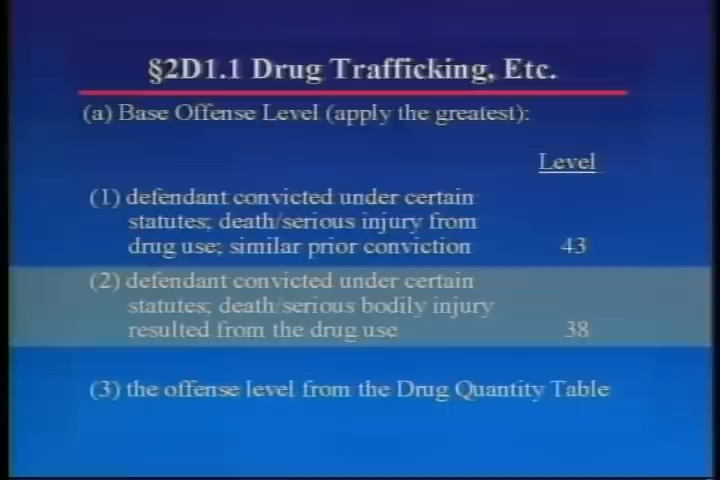 §2D1.1 Drug Trafficking, Etc.
(a) Base Offense Level (apply the greatest):
Level
(1) defendant convicted under certain
statutes; death/serious injury from
drug use; similar prior conviction 43
(2) defendant convicted under certain
statutes; death/serious bodily injury
resulted from the drug use 38
(3) the offense level from the Drug Quantity Table